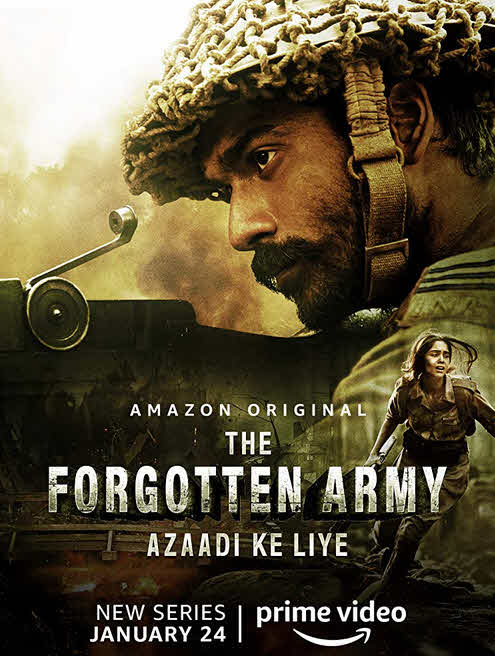 AMAZON ORIGINAL
THE
FORGOTTEN ARMY
AZAADI KE LIYE
NEW SERIES
JANUARY 24
prime video